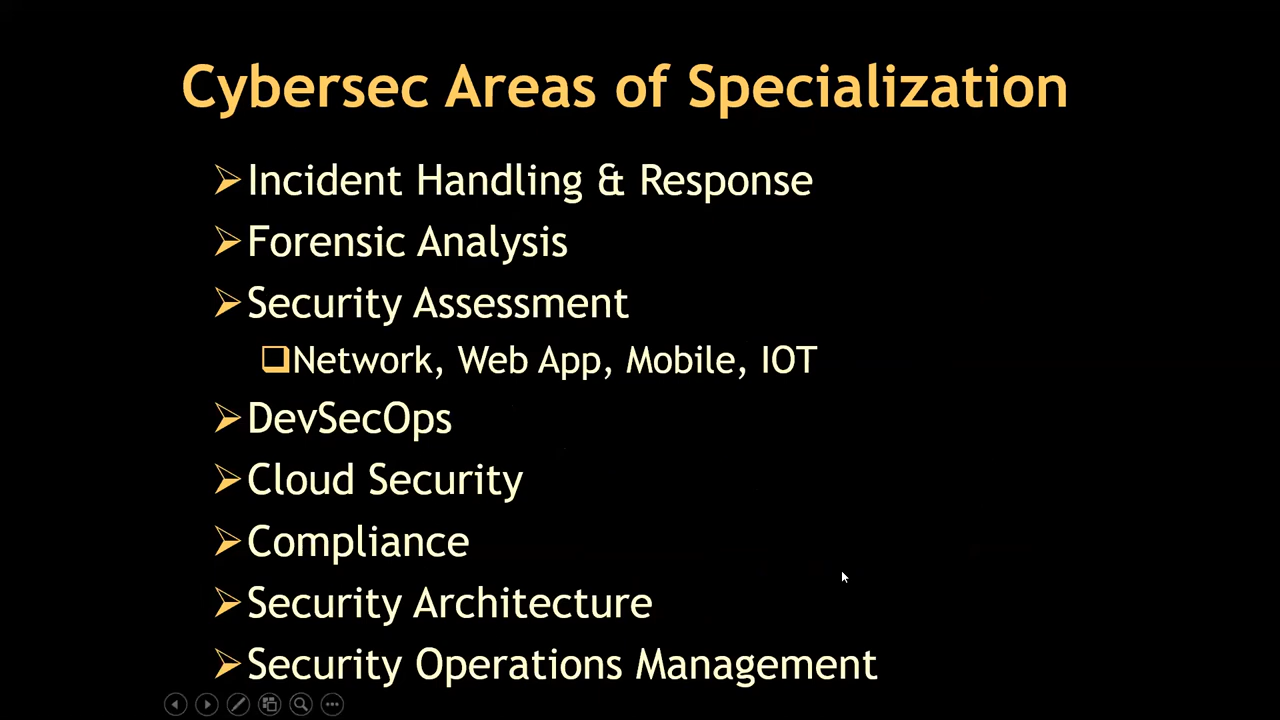 Cybersec Areas of Specialization
Incident Handling & Response
Forensic Analysis
Security Assessment
Network, Web App, Mobile, IOT
DevSecOps
Cloud Security
Compliance
Security Architecture
Security Operations Management